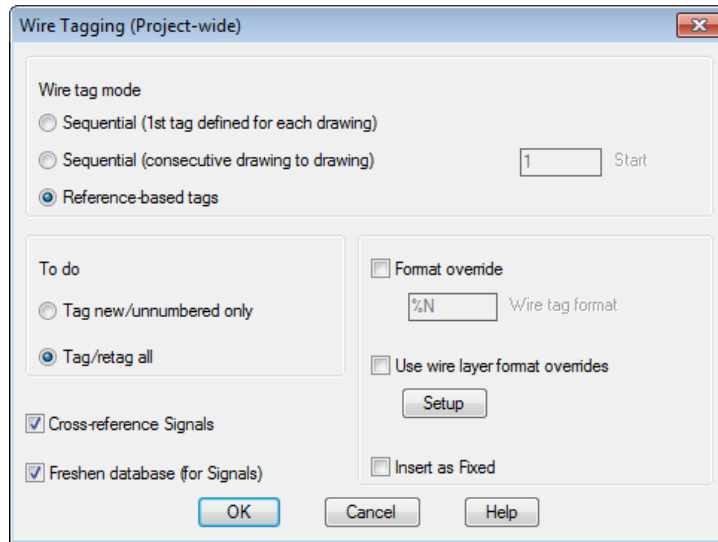 Wire Tagging (Project-wide)
Wire tag mode
Sequential (1st tag defined for each drawing)
Sequential (consecutive drawing to drawing)
1
Start
Reference-based tags
To do
Tag new/unnumbered only
Tag/retag all
Format override
%N
Wire tag format
Use wire layer format overrides
Setup
Cross-reference Signals
Freshen database (for Signals)
Insert as Fixed
OK
Cancel
Help